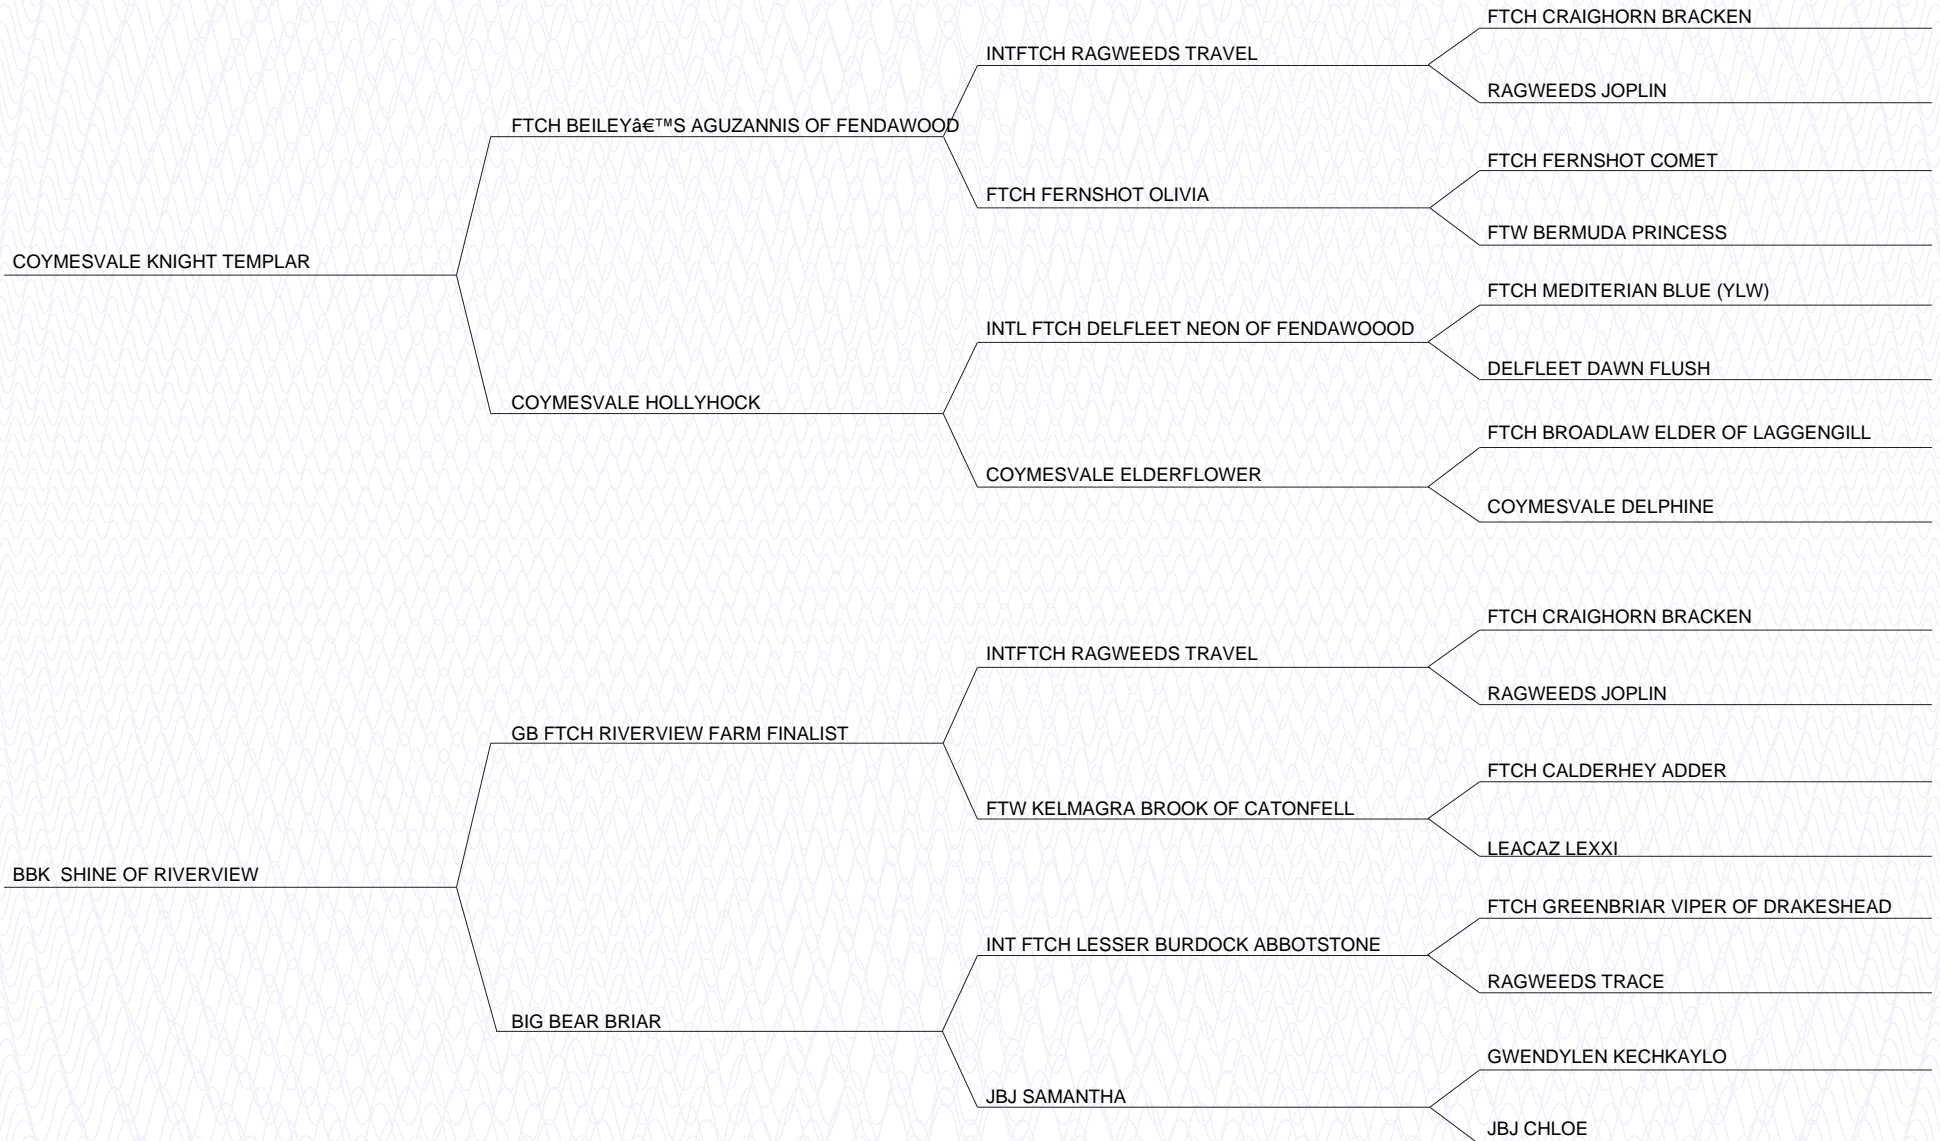 FTCH CRAIGHORN BRACKEN
INTFTCH RAGWEEDS TRAVEL
RAGWEEDS JOPLIN
FTCH BEILEYâ€™S AGUZANNIS OF FENDAWOOD
FTCH FERNSHOT COMET
FTCH FERNSHOT OLIVIA
FTW BERMUDA PRINCESS
COYMESVALE KNIGHT TEMPLAR
FTCH MEDITERIAN BLUE (YLW)
INTL FTCH DELFLEET NEON OF FENDAWOOOD
DELFLEET DAWN FLUSH
COYMESVALE HOLLYHOCK
FTCH BROADLAW ELDER OF LAGGENGILL
COYMESVALE ELDERFLOWER
COYMESVALE DELPHINE
FTCH CRAIGHORN BRACKEN
INTFTCH RAGWEEDS TRAVEL
RAGWEEDS JOPLIN
GB FTCH RIVERVIEW FARM FINALIST
FTCH CALDERHEY ADDER
FTW KELMAGRA BROOK OF CATONFELL
LEACAZ LEXXI
BBK  SHINE OF RIVERVIEW
FTCH GREENBRIAR VIPER OF DRAKESHEAD
INT FTCH LESSER BURDOCK ABBOTSTONE
RAGWEEDS TRACE
BIG BEAR BRIAR
GWENDYLEN KECHKAYLO
JBJ SAMANTHA
JBJ CHLOE